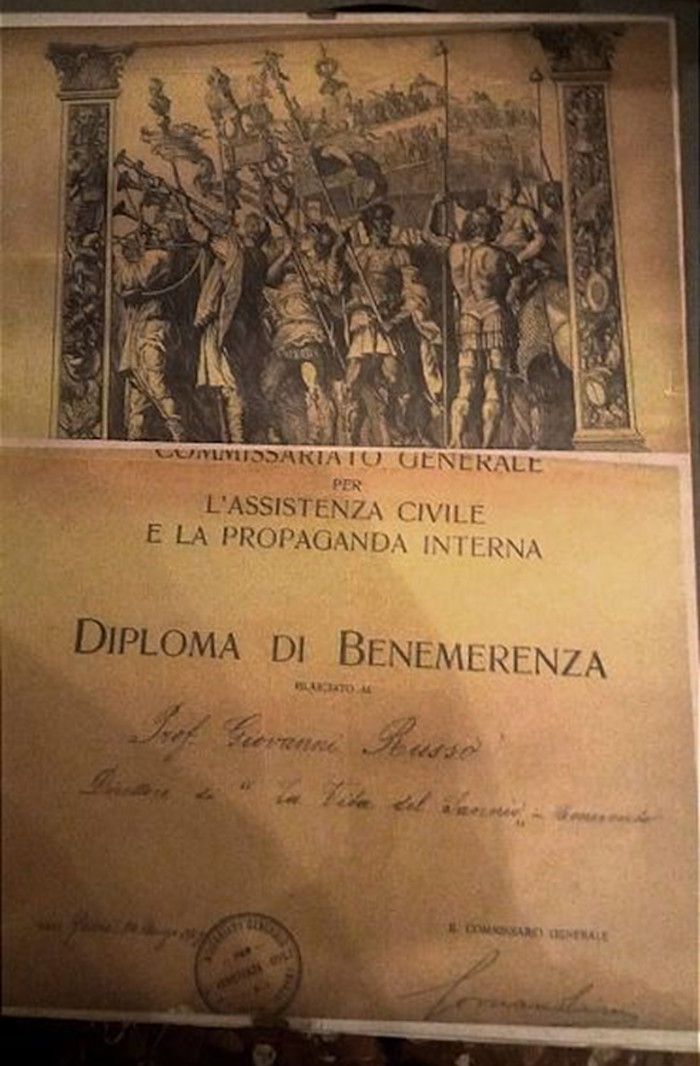 COMMISSARIATO GENERALE
PER
L'ASSISTENZA CIVILE
E LA PROPAGANDA INTERNA
DIPLOMA DI BENEMERENZA
RILASCIATO AL
Prof. Giovanni Russo
Direttore de "La Vita del Sannio" -
IL COMMISSARIO GENERALE